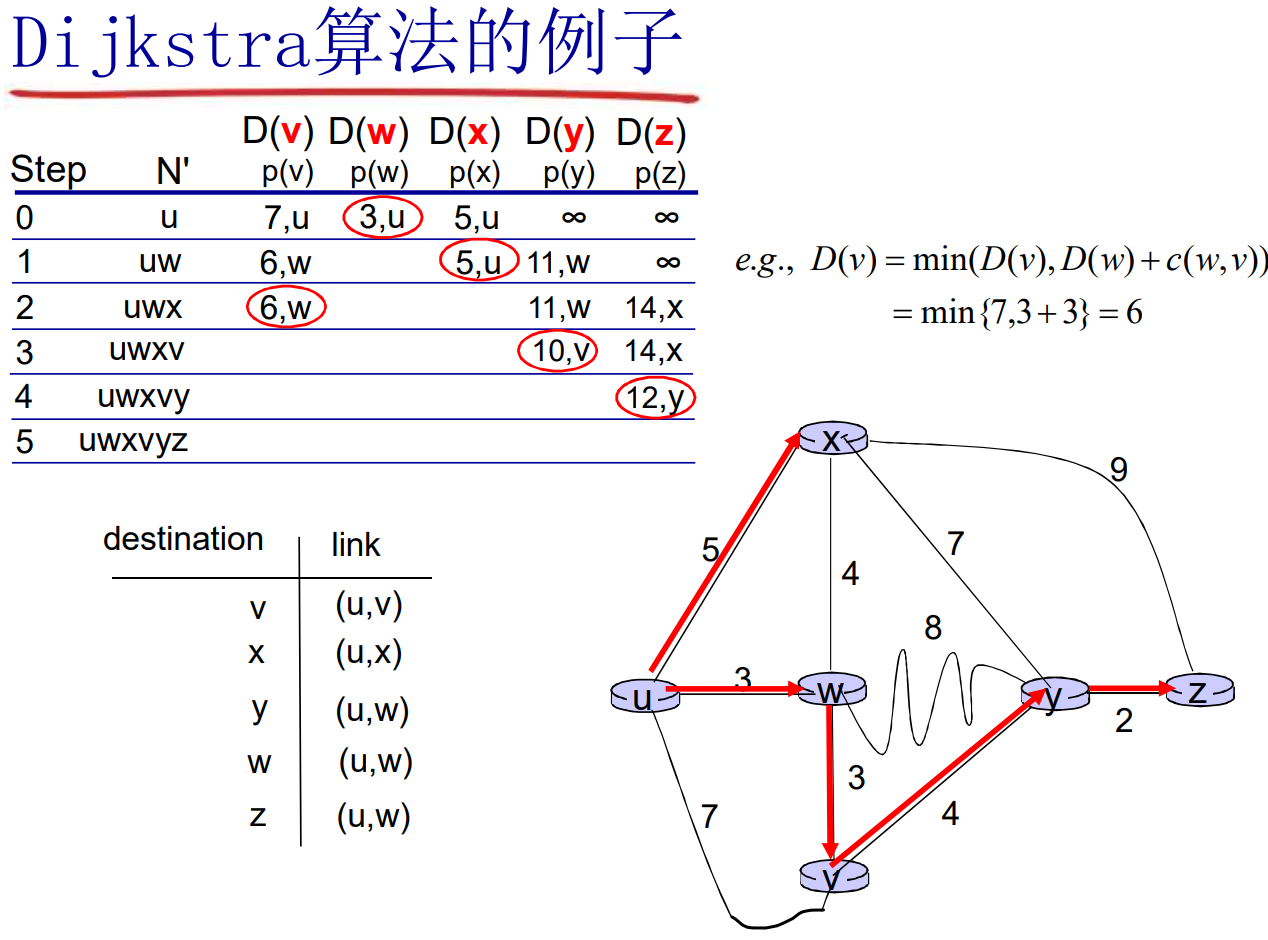 Dijkstra算法的例子
D(v) D(w) D(x) D(y) D(z)
Step N' p(v) p(w) p(x) p(y) p(z)
0 u 7,u 3,u 5,u ∞ ∞
1 uw 6,w 5,u 11,w ∞
2 uwx 6,w 11,w 14,x
3 uwxv 10,v 14,x
4 uwxvy 12,y
5 uwxvyz
e.g., D(v) = min(D(v), D(w) + c(w,v))
= min{7,3+3} = 6
destination link
v (u,v)
x (u,x)
y (u,w)
w (u,w)
z (u,w)
x
9
5
7
4
8
u
3
w
y
z
2
3
7
4
v